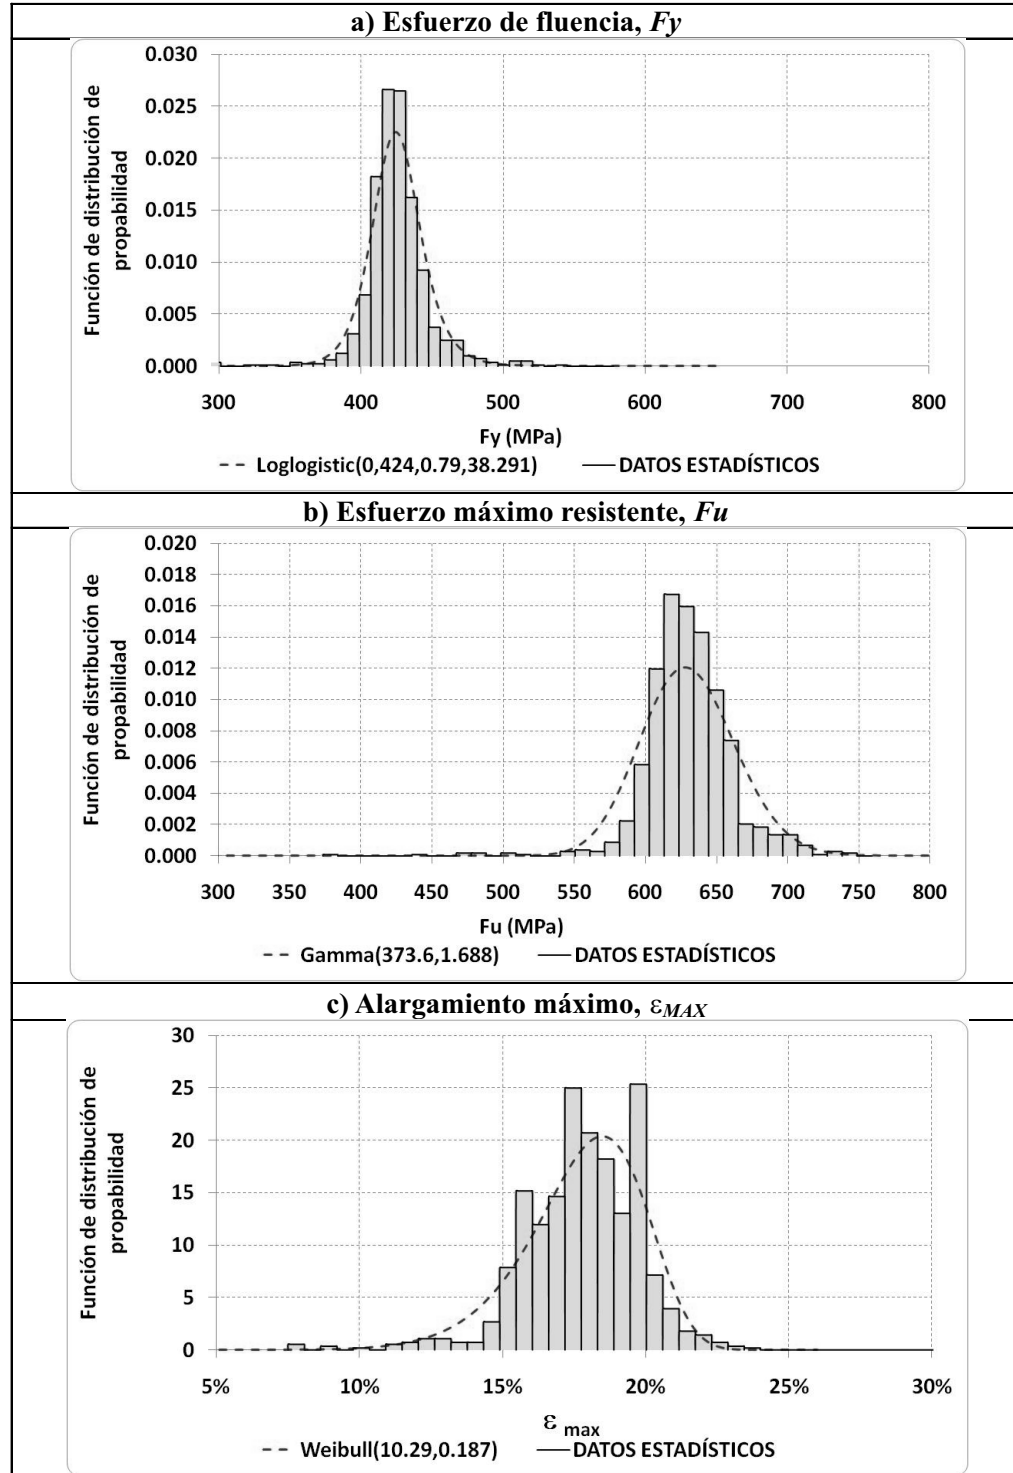 a) Esfuerzo de fluencia, Fy
Función de distribución de
propabilidad
0.030
0.025
0.020
0.015
0.010
0.005
0.000
300 400 500 600 700 800
Fy (MPa)
Loglogistic(0,424,0.79,38.291) DATOS ESTADÍSTICOS
b) Esfuerzo máximo resistente, Fu
Función de distribución de
propabilidad
0.020
0.018
0.016
0.014
0.012
0.010
0.008
0.006
0.004
0.002
0.000
300 350 400 450 500 550 600 650 700 750 800
Fu (MPa)
Gamma(373.6,1.688) DATOS ESTADÍSTICOS
c) Alargamiento máximo, εMAX
Función de distribución de
propabilidad
30
25
20
15
10
5
0
5% 10% 15% 20% 25% 30%
ε max
Weibull(10.29,0.187) DATOS ESTADÍSTICOS